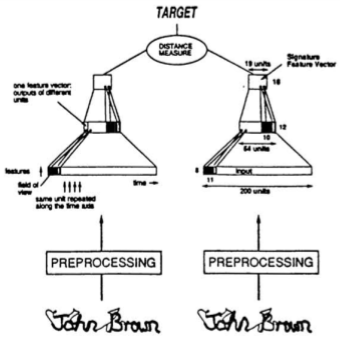 TARGET
DISTANCE
MEASURE
19 units
Signature
Feature Vector
16
one feature vector:
outputs of different
units
12
10
64 units
features
field of
view
time
same unit repeated
along the time axis
8
input
11
200 units
PREPROCESSING
PREPROCESSING
John Brown
John Brown